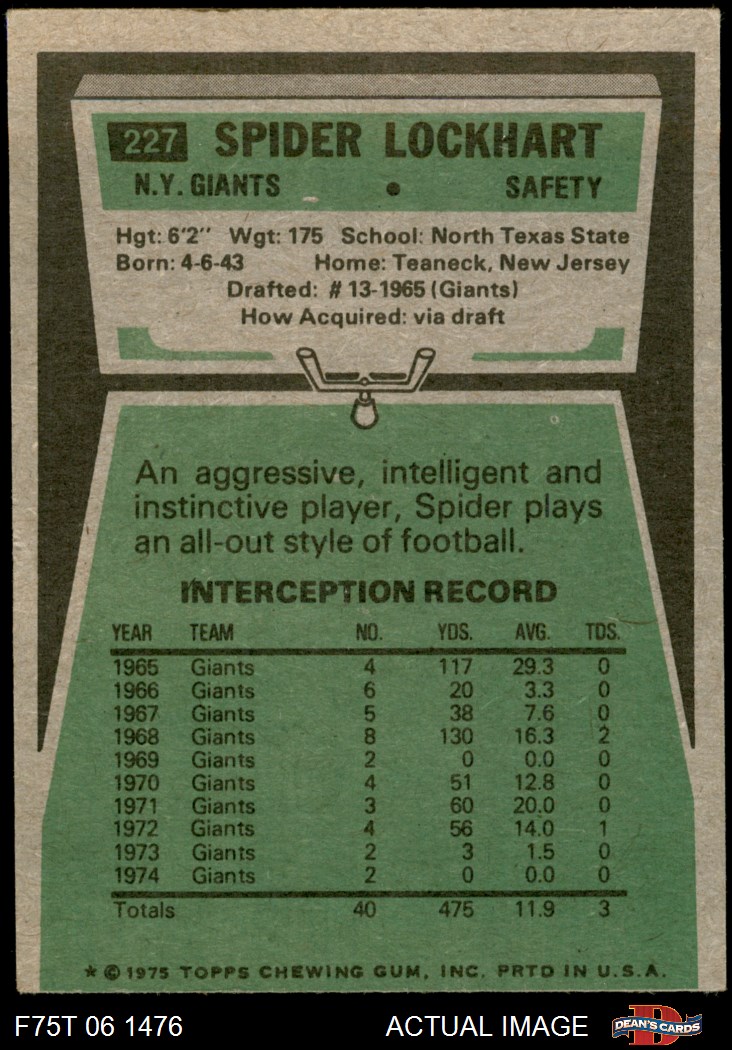 227 SPIDER LOCKHART
N.Y. GIANTS • SAFETY
Hgt: 6'2" Wgt: 175 School: North Texas State
Born: 4-6-43 Home: Teaneck, New Jersey
Drafted: #13-1965 (Giants)
How Acquired: via draft
An aggressive, intelligent and
instinctive player, Spider plays
an all-out style of football.
INTERCEPTION RECORD
YEAR TEAM NO. YDS. AVG. TDS.
1965 Giants 4 117 29.3 0
1966 Giants 6 20 3.3 0
1967 Giants 5 38 7.6 0
1968 Giants 8 130 16.3 2
1969 Giants 2 0 0.0 0
1970 Giants 4 51 12.8 0
1971 Giants 3 60 20.0 0
1972 Giants 4 56 14.0 1
1973 Giants 2 3 1.5 0
1974 Giants 2 0 0.0 0
Totals 40 475 11.9 3
* © 1975 TOPPS CHEWING GUM, INC. PRTD IN U.S.A.
F75T 06 1476 ACTUAL IMAGE D DEAN'S CARDS